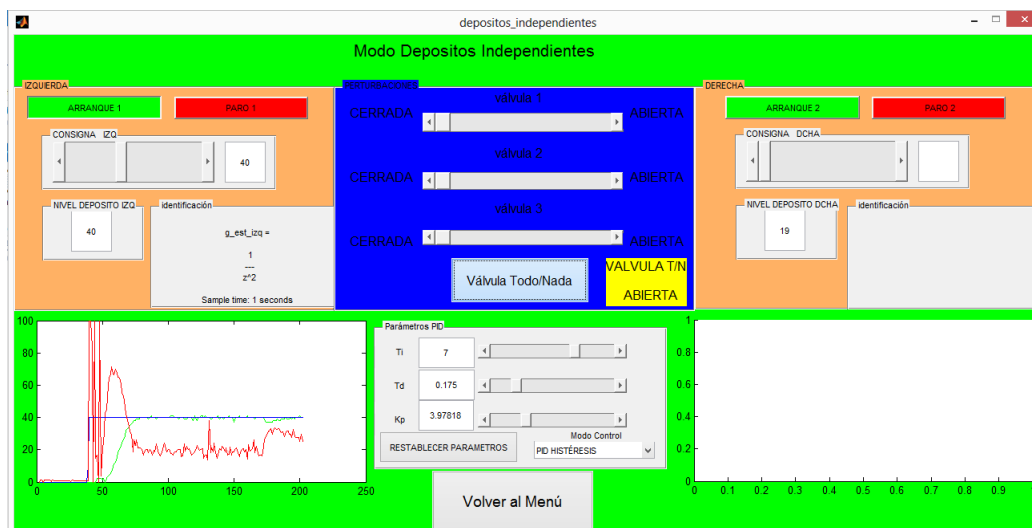 depositos_independientes
Modo Depositos Independientes
IZQUIERDA
ARRANQUE 1
PARO 1
CONSIGNA IZQ
40
NIVEL DEPOSITO IZQ
40
identificación
g_est_izq =
1
---
z^2
Sample time: 1 seconds
PERTURBACIONES
válvula 1
CERRADA
ABIERTA
válvula 2
CERRADA
ABIERTA
válvula 3
CERRADA
ABIERTA
Válvula Todo/Nada
VALVULA T/N
ABIERTA
DERECHA
ARRANQUE 2
PARO 2
CONSIGNA DCHA
NIVEL DEPOSITO DCHA
19
identificación
100
80
60
40
20
0
0 50 100 150 200 250
Parámetros PID
Ti 7
Td 0.175
Kp 3.97818
RESTABLECER PARAMETROS
Modo Control
PID HISTÉRESIS
Volver al Menú
1
0.8
0.6
0.4
0.2
0
0 0.1 0.2 0.3 0.4 0.5 0.6 0.7 0.8 0.9 1